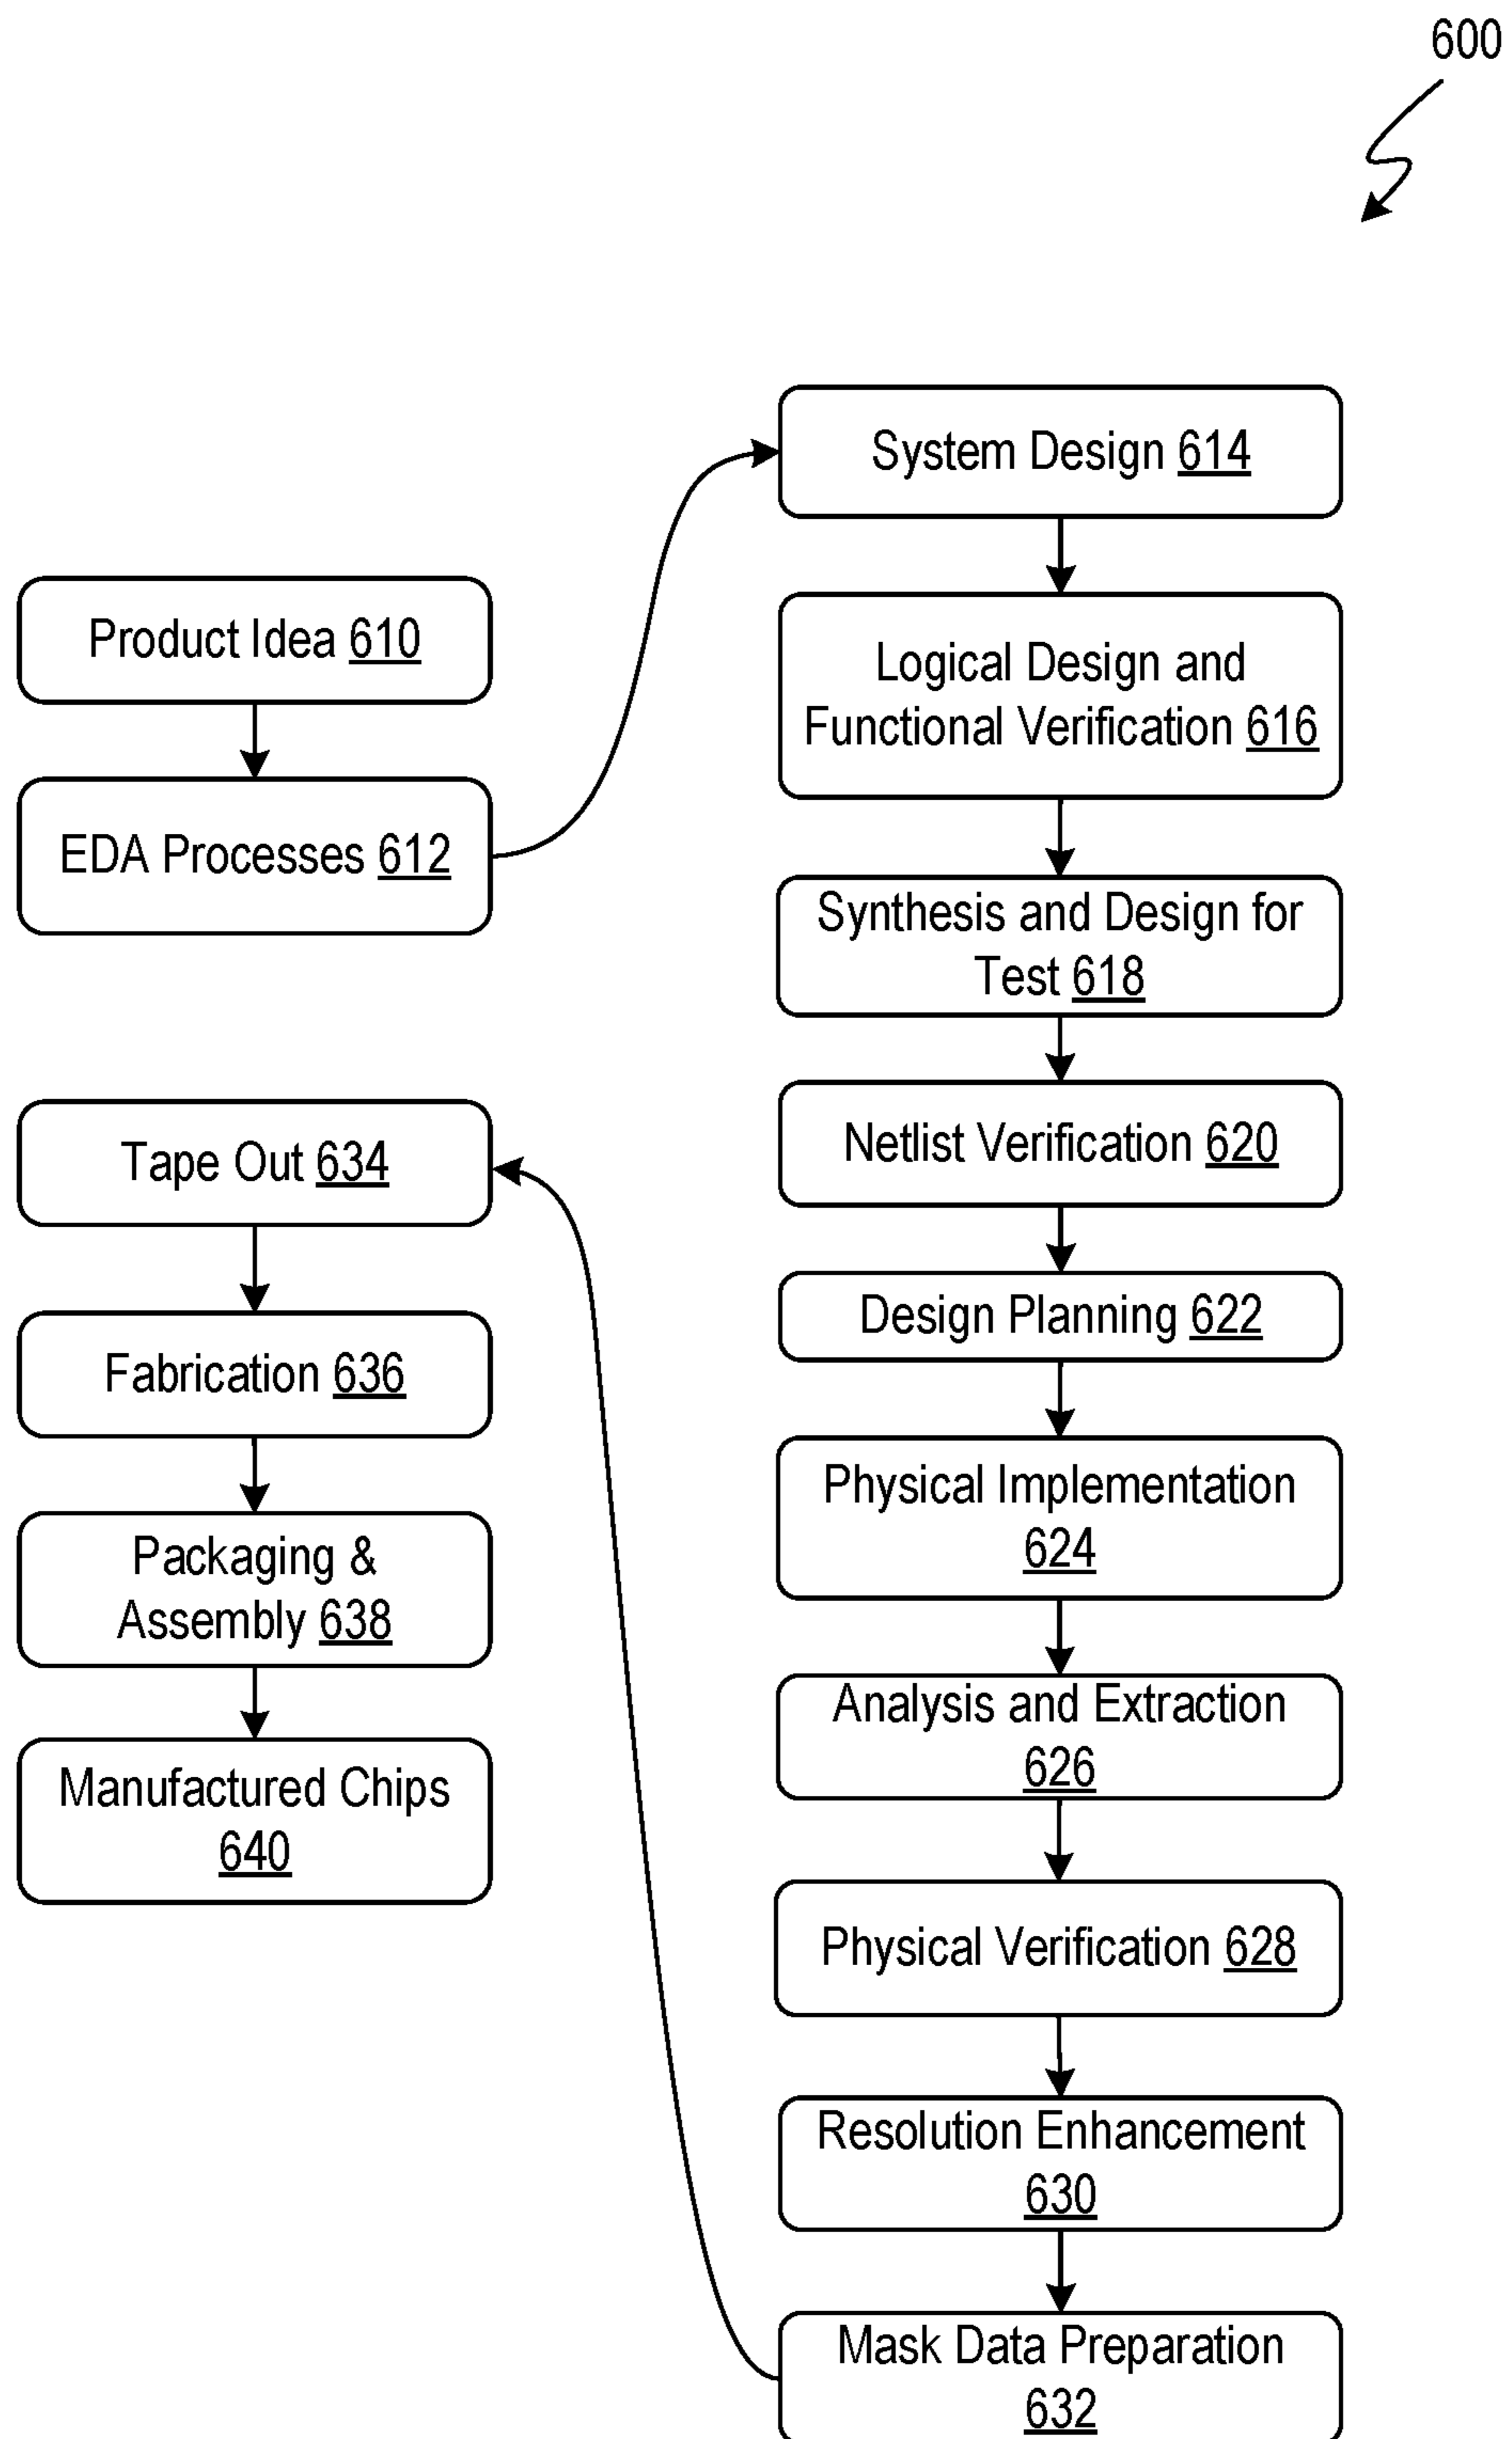 600
Product Idea 610
EDA Processes 612
System Design 614
Logical Design and
Functional Verification 616
Synthesis and Design for
Test 618
Netlist Verification 620
Design Planning 622
Physical Implementation
624
Analysis and Extraction
626
Physical Verification 628
Resolution Enhancement
630
Mask Data Preparation
632
Tape Out 634
Fabrication 636
Packaging &
Assembly 638
Manufactured Chips
640